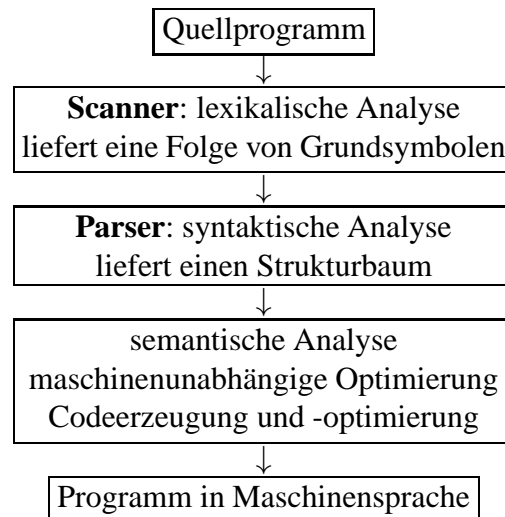 Quellprogramm
Scanner: lexikalische Analyse
liefert eine Folge von Grundsymbolen
Parser: syntaktische Analyse
liefert einen Strukturbaum
semantische Analyse
maschinenunabhängige Optimierung
Codeerzeugung und -optimierung
Programm in Maschinensprache